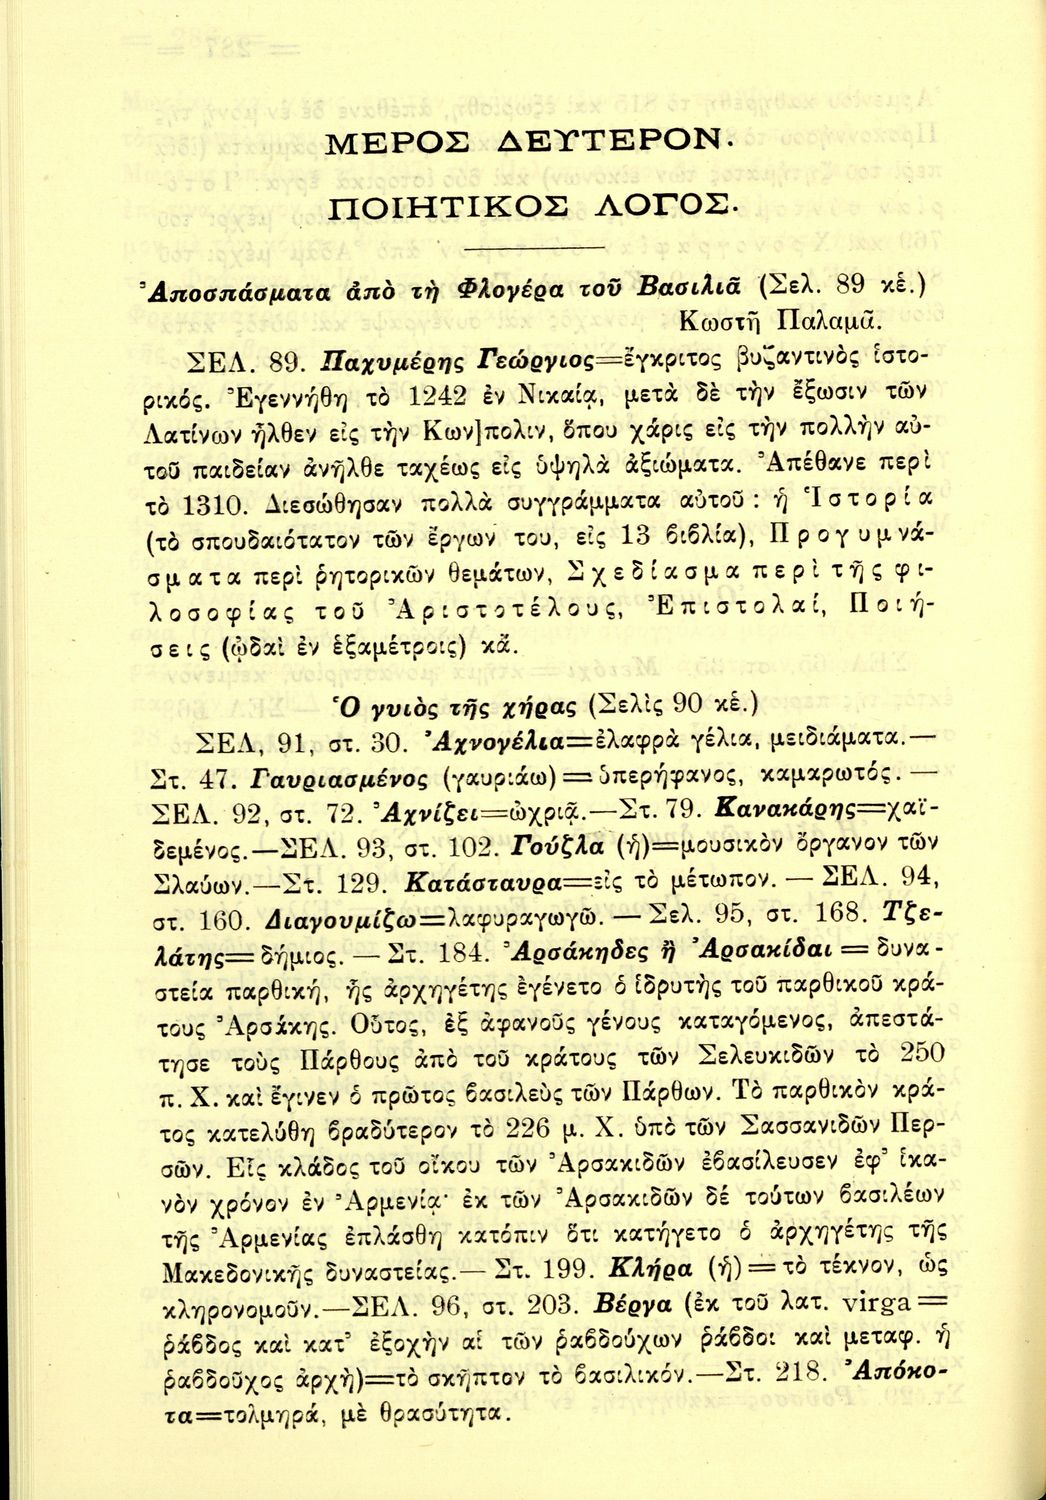 ΜΕΡΟΣ ΔΕΥΤΕΡΟΝ.
ΠΟΙΗΤΙΚΟΣ ΛΟΓΟΣ.
Ἀποσπάσματα ἀπὸ τὴ Φλογέρα τοῦ Βασιλιᾶ (Σελ. 89 κἑ.)
Κωστῆ Παλαμᾶ.
ΣΕΛ. 89. Παχυμέρης Γεώργιος=ἔγκριτος βυζαντινὸς ἱστο-
ρικός. Ἐγεννήθη τὸ 1242 ἐν Νικαίᾳ, μετὰ δὲ τὴν ἔξωσιν τῶν
Λατίνων ἦλθεν εἰς τὴν Κων]πολιν, ὅπου χάρις εἰς τὴν πολλὴν αὐ-
τοῦ παιδείαν ἀνῆλθε ταχέως εἰς ὑψηλὰ ἀξιώματα. Ἀπέθανε περὶ
τὸ 1310. Διεσώθησαν πολλὰ συγγράμματα αὐτοῦ : ἡ Ἱστορία
(τὸ σπουδαιότατον τῶν ἔργων του, εἰς 13 βιβλία), Προγυμνά-
σματα περὶ ῥητορικῶν θεμάτων, Σχεδίασμα περὶ τῆς φι-
λοσοφίας τοῦ Ἀριστοτέλους, Ἐπιστολαί, Ποιή-
σεις (ᾠδαὶ ἐν ἑξαμέτροις) κἄ.
Ὁ γυιὸς τῆς χήρας (Σελὶς 90 κἑ.)
ΣΕΛ, 91, στ. 30. Ἀχνογέλια=ἐλαφρὰ γέλια, μειδιάματα.—
Στ. 47. Γαυριασμένος (γαυριάω)=ὑπερήφανος, καμαρωτός. —
ΣΕΛ. 92, στ. 72. Ἀχνίζει=ὠχριᾷ.—Στ. 79. Κανακάρης=χαϊ-
δεμένος.—ΣΕΛ. 93, στ. 102. Γούζλα (ἡ)=μουσικὸν ὄργανον τῶν
Σλαύων.—Στ. 129. Κατάσταυρα=εἰς τὸ μέτωπον. — ΣΕΛ. 94,
στ. 160. Διαγουμίζω=λαφυραγωγῶ. — Σελ. 95, στ. 168. Τζε-
λάτης= δήμιος. — Στ. 184. Ἀρσάκηδες ἢ Ἀρσακίδαι = δυνα-
στεία παρθική, ἧς ἀρχηγέτης ἐγένετο ὁ ἱδρυτὴς τοῦ παρθικοῦ κρά-
τους Ἀρσάκης. Οὗτος, ἐξ ἀφανοῦς γένους καταγόμενος, ἀπεστά-
τησε τοὺς Πάρθους ἀπὸ τοῦ κράτους τῶν Σελευκιδῶν τὸ 250
π. Χ. καὶ ἔγινεν ὁ πρῶτος βασιλεὺς τῶν Πάρθων. Τὸ παρθικὸν κρά-
τος κατελύθη βραδύτερον τὸ 226 μ. Χ. ὑπὸ τῶν Σασσανιδῶν Περ-
σῶν. Εἷς κλάδος τοῦ οἴκου τῶν Ἀρσακιδῶν ἐβασίλευσεν ἐφ᾽ ἱκα-
νὸν χρόνον ἐν Ἀρμενίᾳ· ἐκ τῶν Ἀρσακιδῶν δέ τούτων βασιλέων
τῆς Ἀρμενίας ἐπλάσθη κατόπιν ὅτι κατήγετο ὁ ἀρχηγέτης τῆς
Μακεδονικῆς δυναστείας.— Στ. 199. Κλήρα (ἡ)=τὸ τέκνον, ὡς
κληρονομοῦν.—ΣΕΛ. 96, στ. 203. Βέργα (ἐκ τοῦ λατ. virga=
ῥάβδος καὶ κατ᾽ ἐξοχὴν αἱ τῶν ῥαβδούχων ῥάβδοι καὶ μεταφ. ἡ
ῥαβδοῦχος ἀρχὴ)=τὸ σκῆπτον τὸ βασιλικόν.—Στ. 218. Ἀπόκο-
τα=τολμηρά, μὲ θρασύτητα.